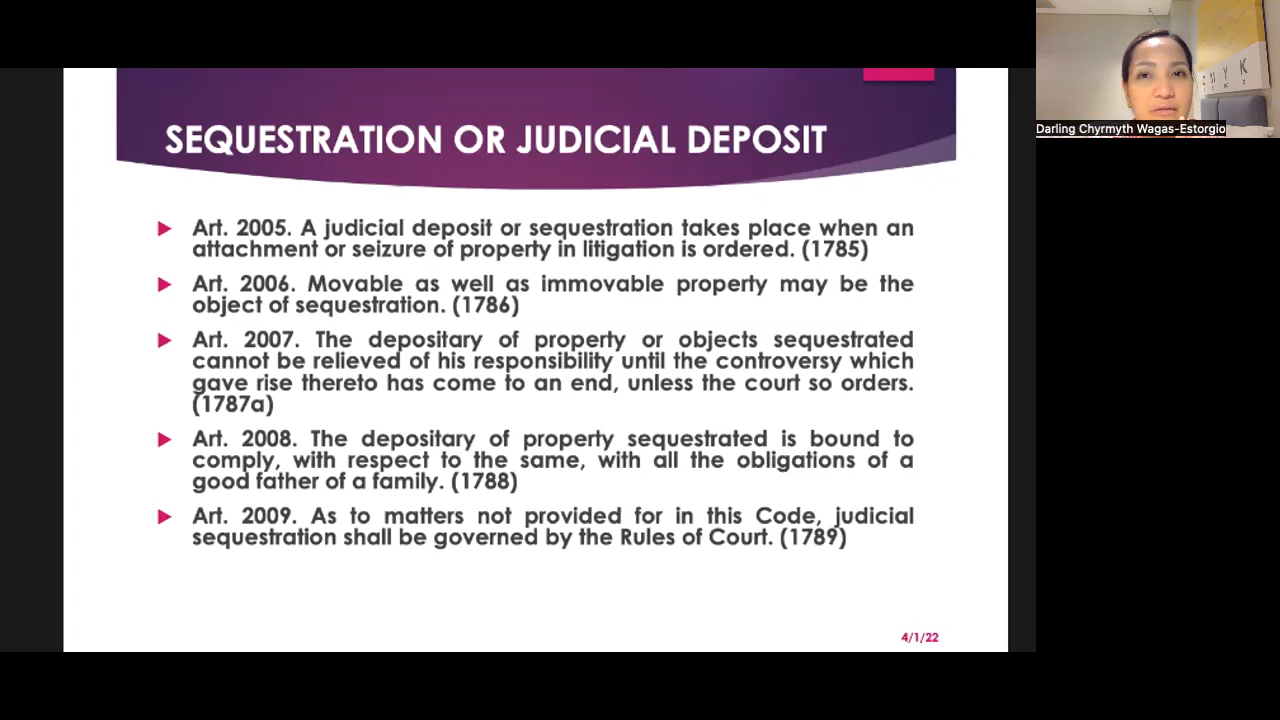 SEQUESTRATION OR JUDICIAL DEPOSIT
Art. 2005. A judicial deposit or sequestration takes place when an
attachment or seizure of property in litigation is ordered. (1785)
Art. 2006. Movable as well as immovable property may be the
object of sequestration. (1786)
Art. 2007. The depositary of property or objects sequestrated
cannot be relieved of his responsibility until the controversy which
gave rise thereto has come to an end, unless the court so orders.
(1787a)
Art. 2008. The depositary of property sequestrated is bound to
comply, with respect to the same, with all the obligations of a
good father of a family. (1788)
Art. 2009. As to matters not provided for in this Code, judicial
sequestration shall be governed by the Rules of Court. (1789)
4/1/22
Y K
Darling Chyrmyth Wagas-Estorgio